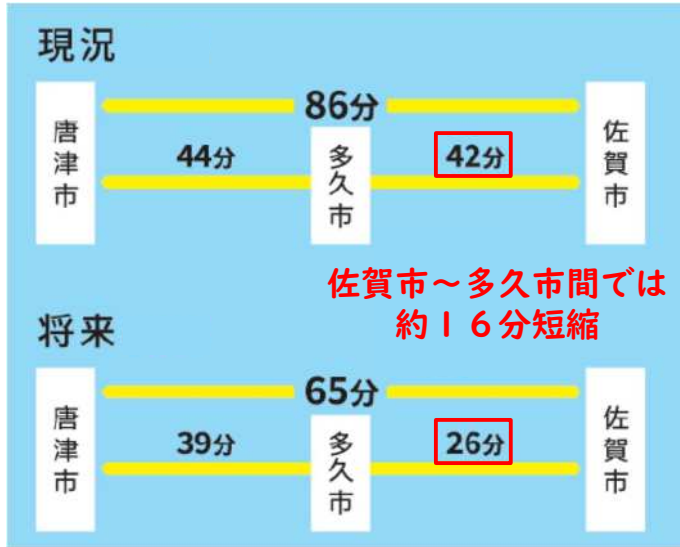 現況
86分
唐津市
44分
多久市
42分
佐賀市
佐賀市~多久市間では
約16分短縮
将来
65分
唐津市
39分
多久市
26分
佐賀市